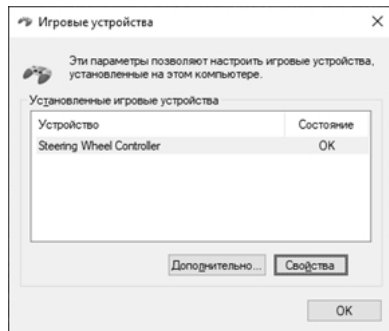 Игровые устройства
Эти параметры позволяют настроить игровые устройства,
установленные на этом компьютере.
Установленные игровые устройства
Устройство Состояние
Steering Wheel Controller OK
Дополнительно... Свойства
OK